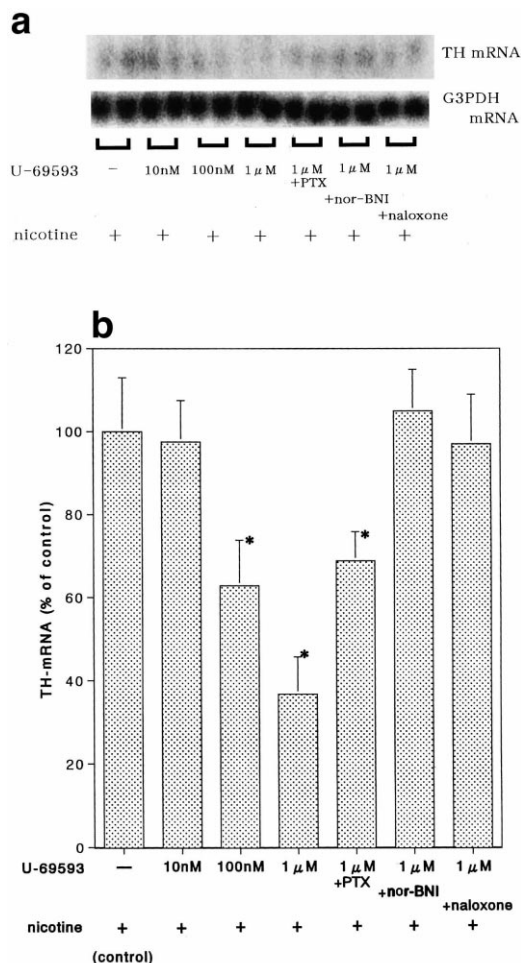 a
TH mRNA
G3PDH
mRNA
U-69593 − 10nM 100nM 1 μM 1 μM 1 μM 1 μM
+PTX
+nor-BNI
+naloxone
nicotine + + + + + + +
b
120
100
80
60
40
20
0
TH-mRNA (% of control)
* * *
U-69593 — 10nM 100nM 1 μM 1 μM 1 μM 1 μM
+PTX
+nor-BNI
+naloxone
nicotine + + + + + + +
(control)